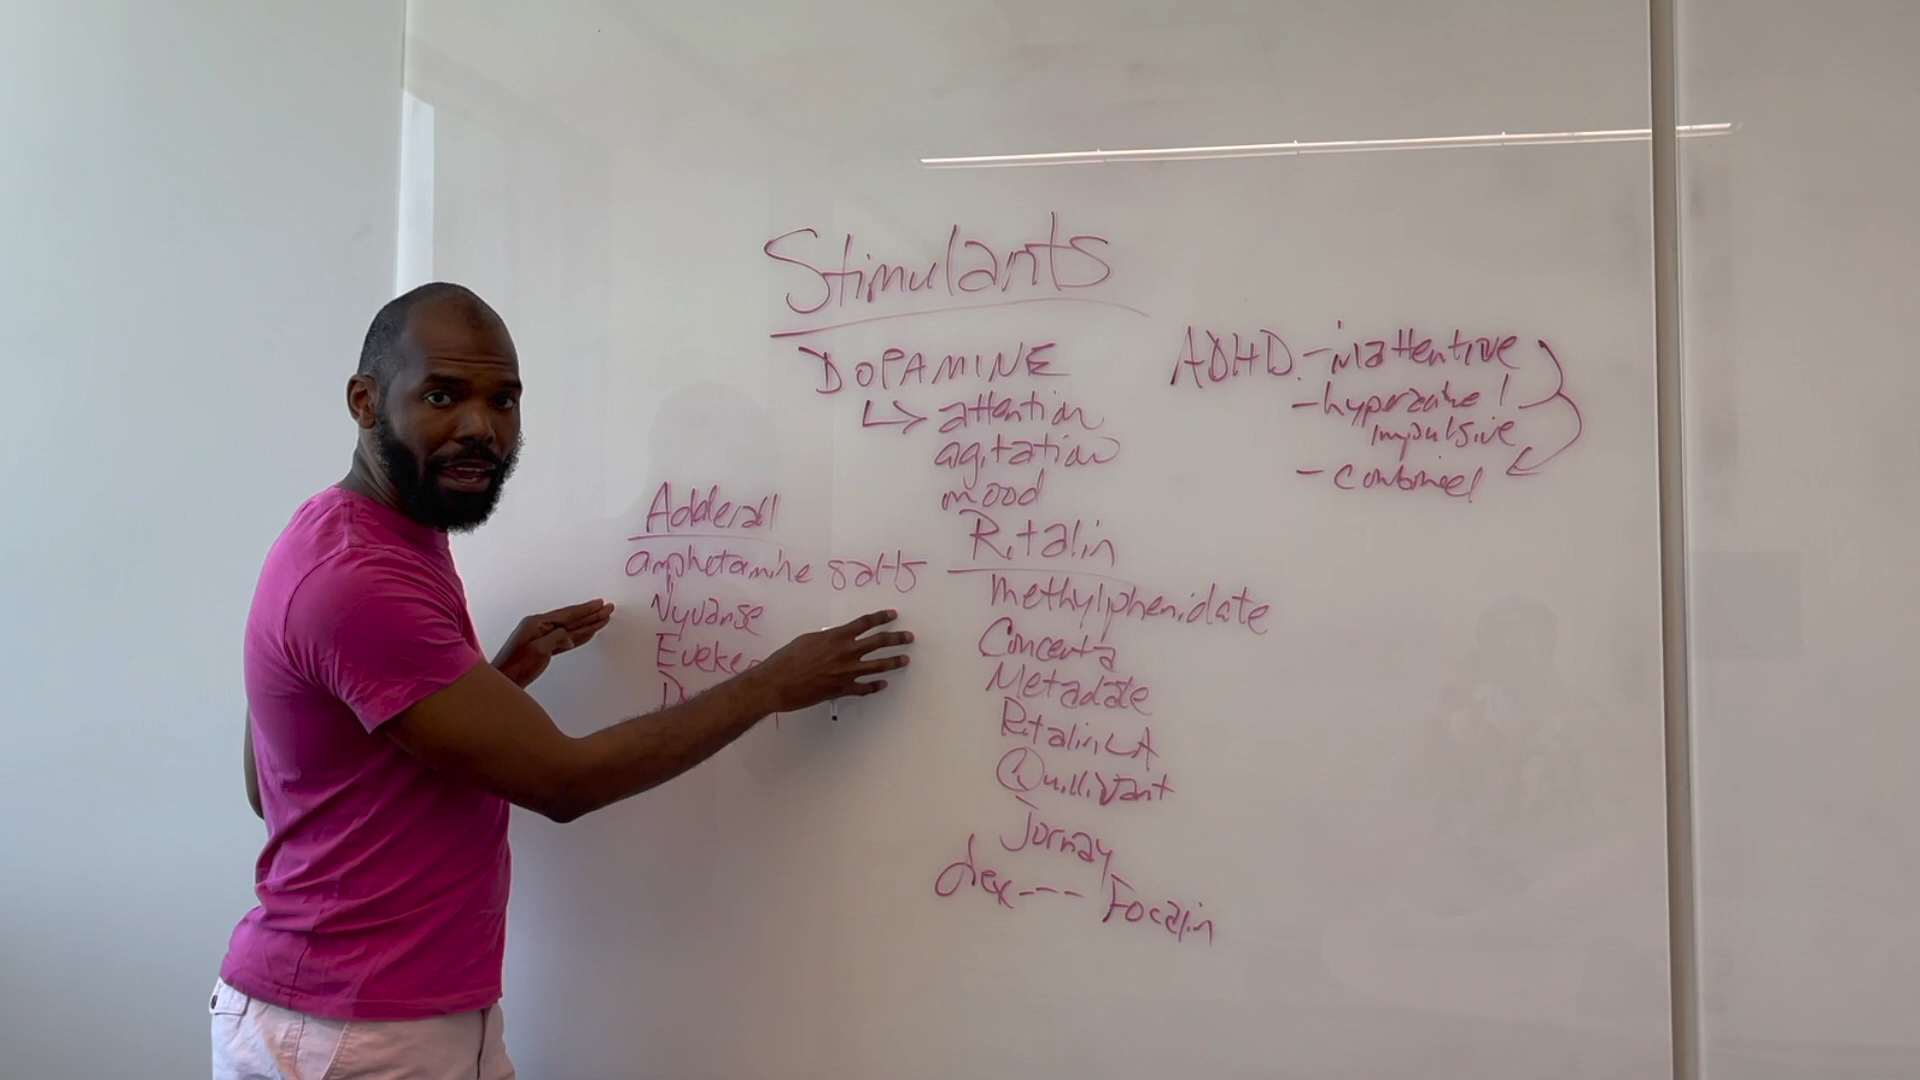 Stimulants
DOPAMINE
↳ attention
agitation
mood
ADHD - inattentive
- hyperactive /
impulsive
- combined
Adderall
amphetamine salts
Vyvanse
Eveke
Ritalin
methylphenidate
Concerta
Metadate
Ritalin LA
Quillivant
Jornay
dex--- Focalin